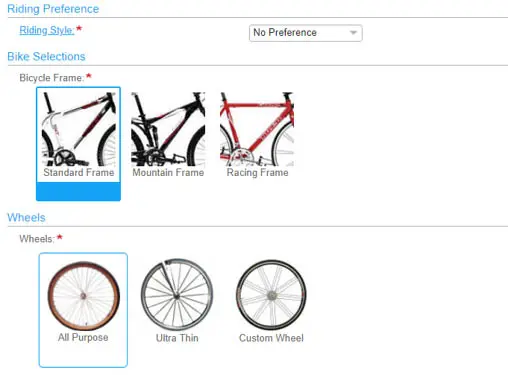 Riding Preference
Riding Style:*
No Preference
Bike Selections
Bicycle Frame:*
Standard Frame
Mountain Frame
Racing Frame
Wheels
Wheels:*
All Purpose
Ultra Thin
Custom Wheel